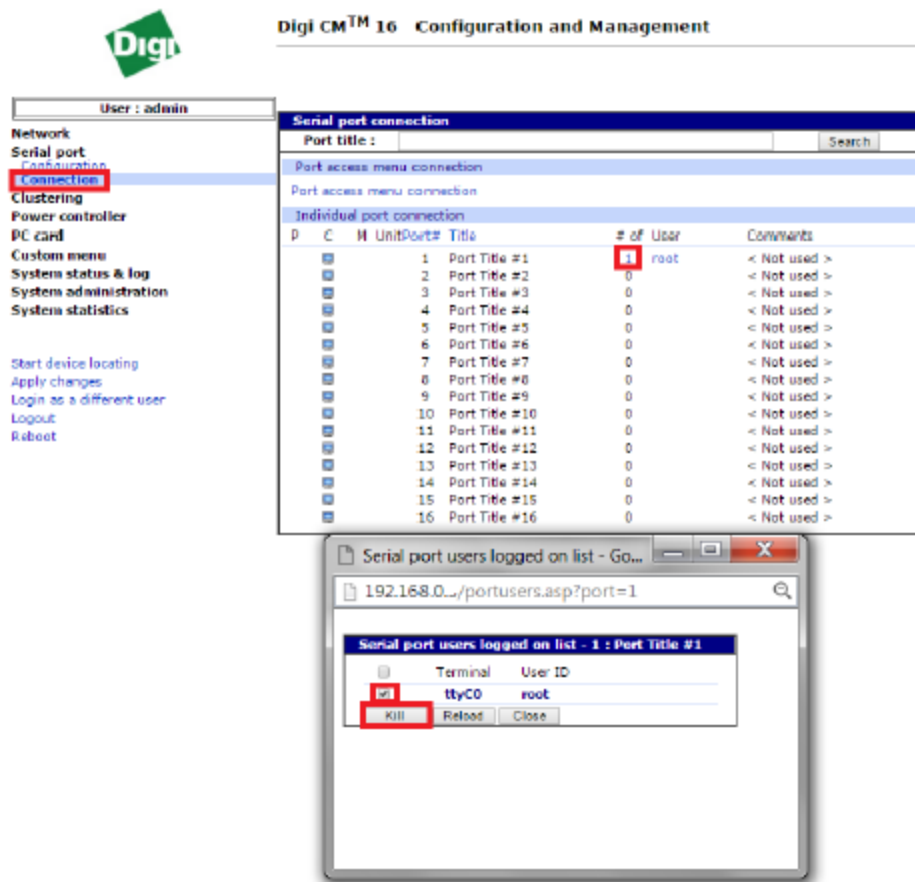 Digi
Digi CM™ 16 Configuration and Management
User : admin
Network
Serial port
Configuration
Connection
Clustering
Power controller
PC card
Custom menu
System status & log
System administration
System statistics
Start device locating
Apply changes
Login as a different user
Logout
Reboot
Serial port connection
Port title : Search
Port access menu connection
Port access menu connection
Individual port connection
P C M Unit Port# Title # of User Comments
1 Port Title #1 1 root < Not used >
2 Port Title #2 0 < Not used >
3 Port Title #3 0 < Not used >
4 Port Title #4 0 < Not used >
5 Port Title #5 0 < Not used >
6 Port Title #6 0 < Not used >
7 Port Title #7 0 < Not used >
8 Port Title #8 0 < Not used >
9 Port Title #9 0 < Not used >
10 Port Title #10 0 < Not used >
11 Port Title #11 0 < Not used >
12 Port Title #12 0 < Not used >
13 Port Title #13 0 < Not used >
14 Port Title #14 0 < Not used >
15 Port Title #15 0 < Not used >
16 Port Title #16 0 < Not used >
Serial port users logged on list - Go...
192.168.0.../portusers.asp?port=1
Serial port users logged on list - 1 : Port Title #1
Terminal User ID
ttyC0 root
Kill Reload Close